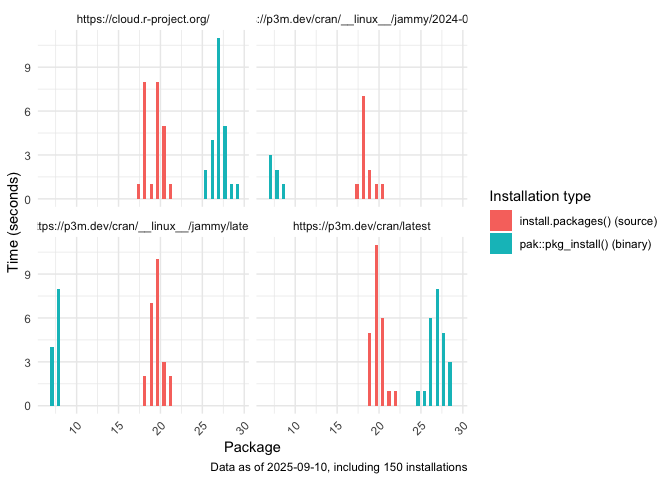 https://cloud.r-project.org/
://p3m.dev/cran/__linux__/jammy/2024-0
9
6
3
0
Time (seconds)
ttps://p3m.dev/cran/__linux__/jammy/late
https://p3m.dev/cran/latest
9
6
3
0
10
15
20
25
30
10
15
20
25
30
Package
Installation type
install.packages() (source)
pak::pkg_install() (binary)
Data as of 2025-09-10, including 150 installations